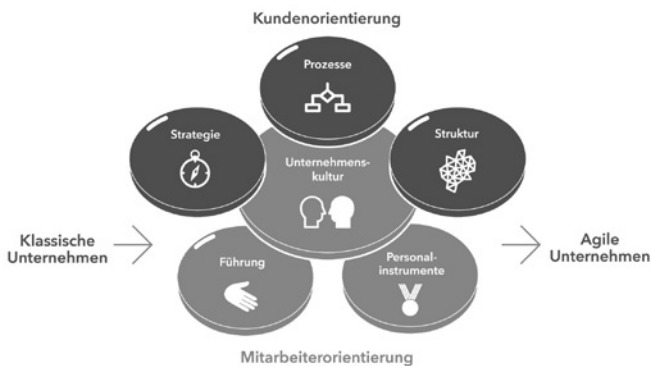 Kundenorientierung
Prozesse
Strategie
Struktur
Unternehmens-
kultur
Klassische
Unternehmen
Agile
Unternehmen
Führung
Personal-
instrumente
Mitarbeiterorientierung